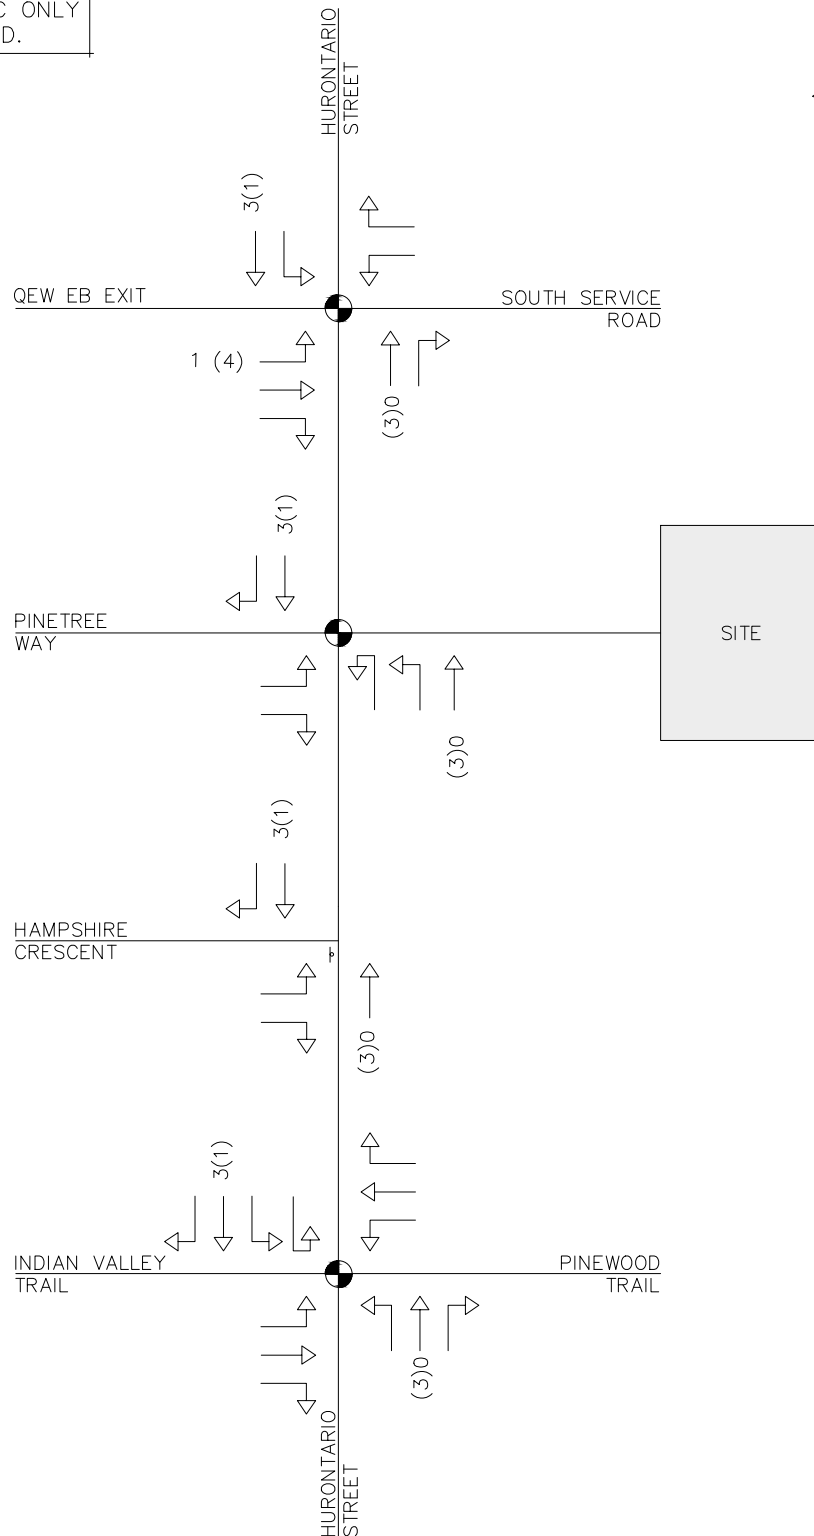 C ONLY
D.
HURONTARIO
STREET
3(1)
QEW EB EXIT
SOUTH SERVICE
ROAD
1 (4)
(3)0
3(1)
PINETREE
WAY
SITE
(3)0
3(1)
HAMPSHIRE
CRESCENT
(3)0
3(1)
INDIAN VALLEY
TRAIL
PINEWOOD
TRAIL
(3)0
HURONTARIO
STREET